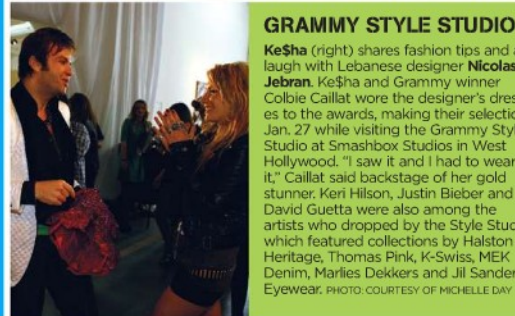 GRAMMY STYLE STUDIO
Ke$ha (right) shares fashion tips and a
laugh with Lebanese designer Nicolas
Jebran. Ke$ha and Grammy winner
Colbie Caillat wore the designer's dress-
es to the awards, making their selection
Jan. 27 while visiting the Grammy Style
Studio at Smashbox Studios in West
Hollywood. "I saw it and I had to wear
it," Caillat said backstage of her gold
stunner. Keri Hilson, Justin Bieber and
David Guetta were also among the
artists who dropped by the Style Studio,
which featured collections by Halston
Heritage, Thomas Pink, K-Swiss, MEK
Denim, Marlies Dekkers and Jil Sander
Eyewear. PHOTO: COURTESY OF MICHELLE DAY